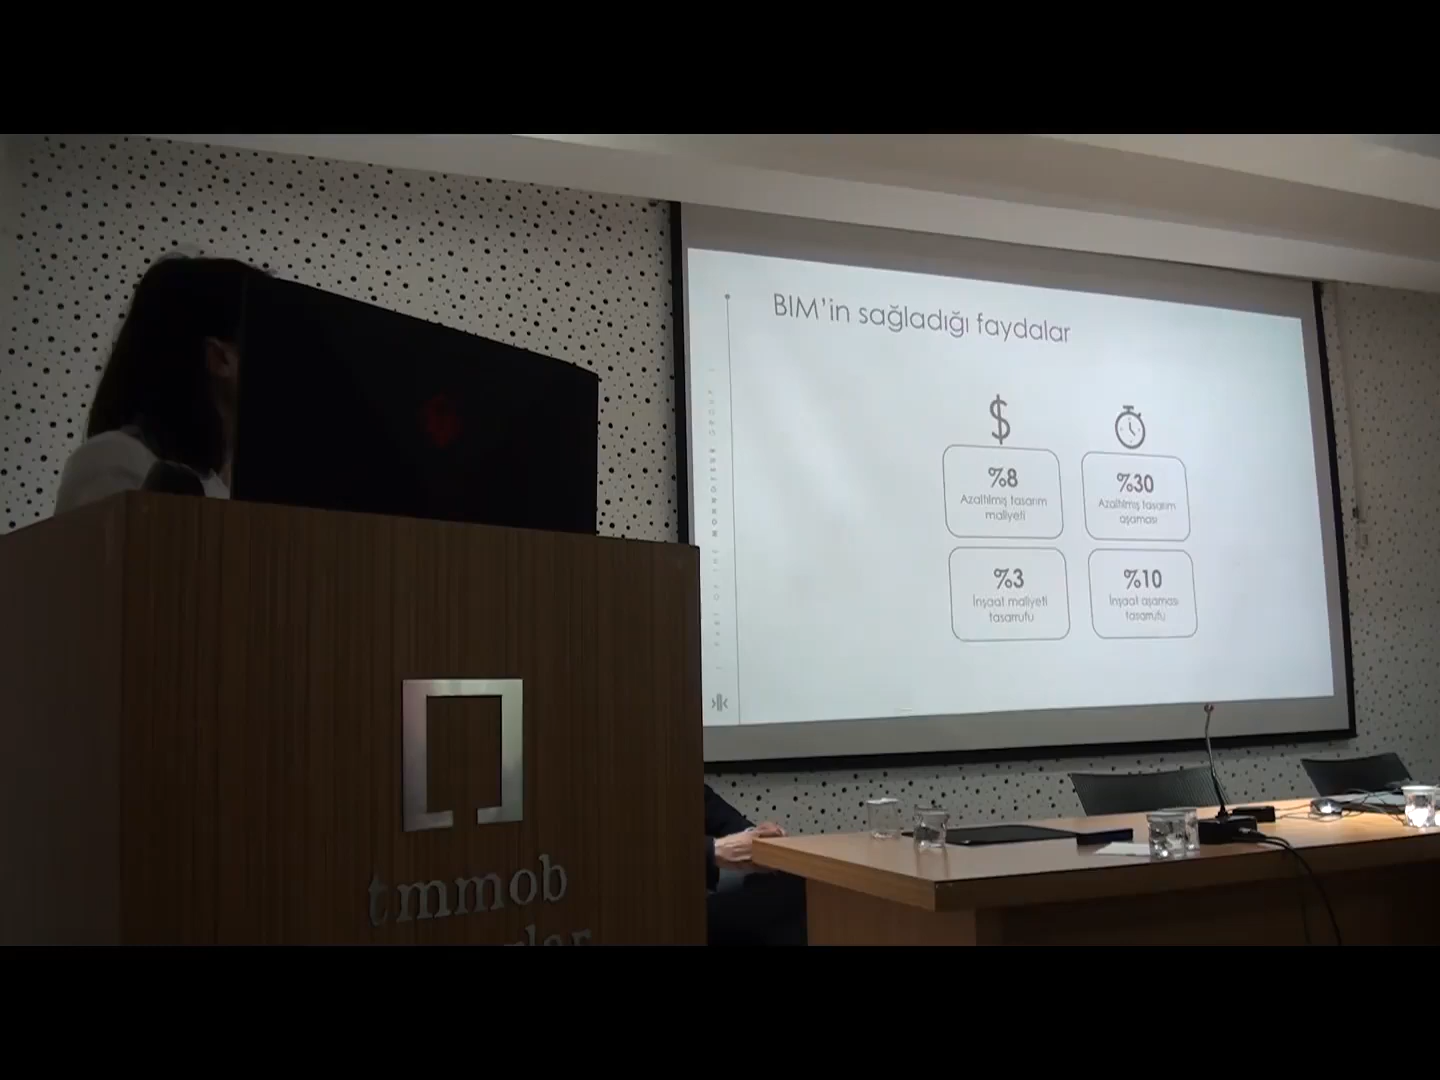 BIM'in sağladığı faydalar
$
%8
Azaltılmış tasarım
maliyeti
%30
Azaltılmış tasarım
aşaması
%3
İnşaat maliyeti
tasarrufu
%10
İnşaat aşaması
tasarrufu
tmmob